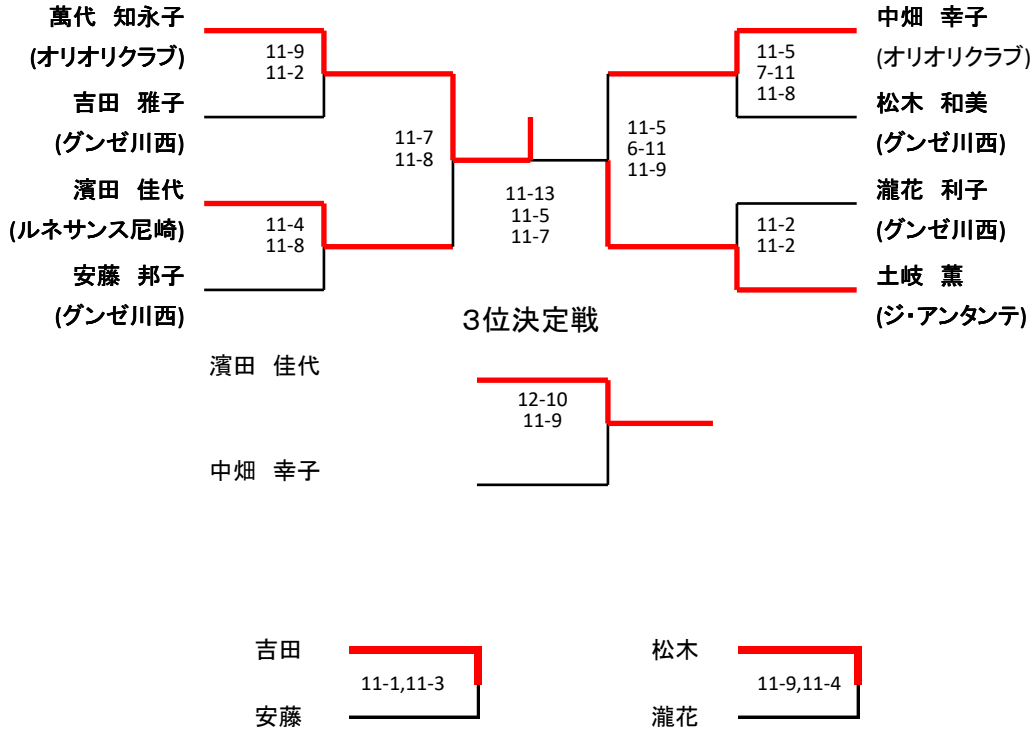 萬代　知永子
(オリオリクラブ)
11-9
11-2
吉田　雅子
(グンゼ川西)
濱田　佳代
(ルネサンス尼崎)
11-4
11-8
安藤　邦子
(グンゼ川西)
11-7
11-8
11-13
11-5
11-7
11-5
6-11
11-9
中畑　幸子
(オリオリクラブ)
11-5
7-11
11-8
松木　和美
(グンゼ川西)
瀧花　利子
(グンゼ川西)
11-2
11-2
土岐　薫
(ジ・アンタンテ)
3位決定戦
濱田　佳代
12-10
11-9
中畑　幸子
吉田
11-1,11-3
安藤
松木
11-9,11-4
瀧花